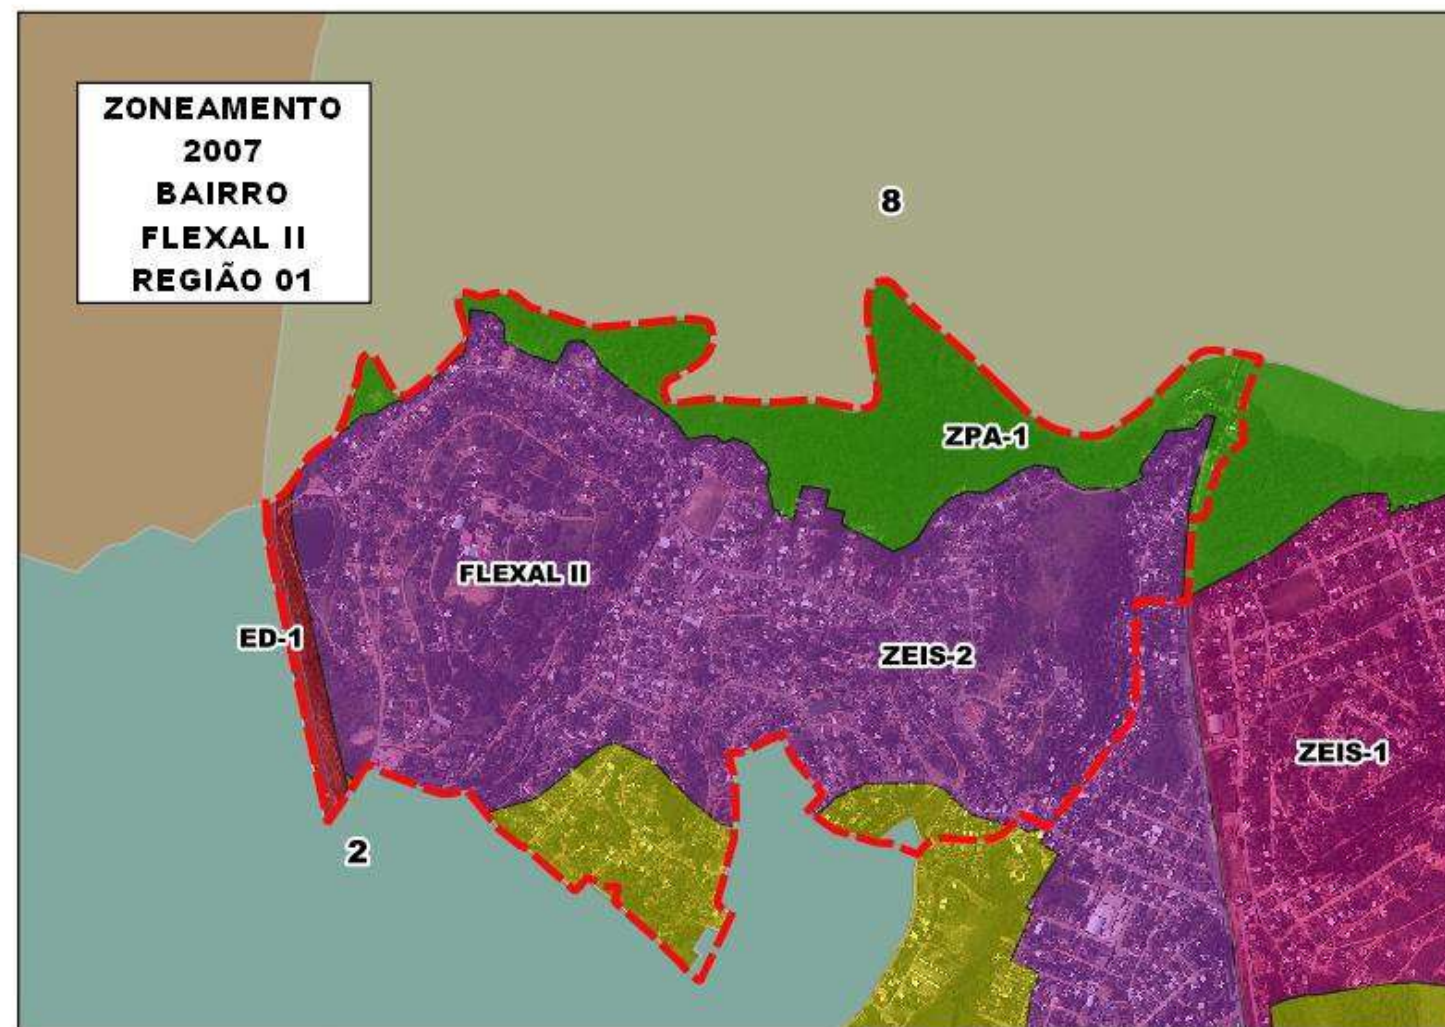 ZONEAMENTO
2007
BAIRRO
FLEXAL II
REGIÃO 01
8
ZPA-1
FLEXAL II
ED-1
ZEIS-2
ZEIS-1
2